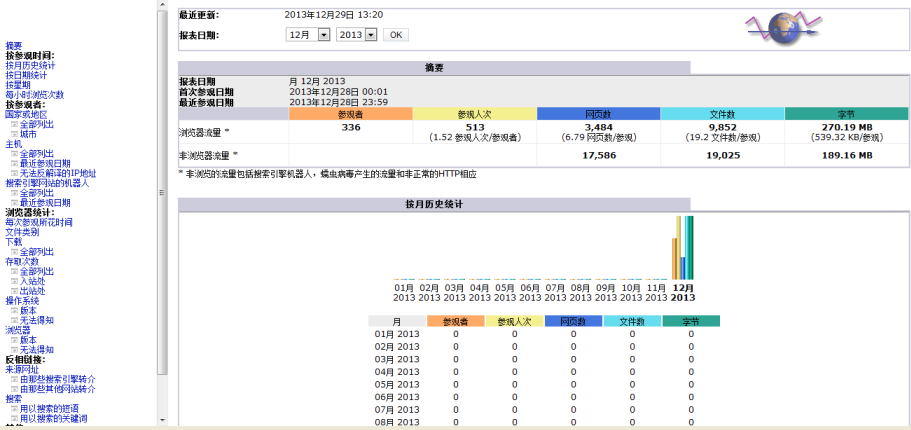 摘要
按参观时间:
按月历史统计
按日期统计
按星期
每小时浏览次数
按参观者:
国家或地区
全部列出
城市
主机
全部列出
最近参观日期
无法反解译的IP地址
搜索引擎网站的机器人
全部列出
最近参观日期
浏览器统计:
每次参观所花时间
文件类别
下载
全部列出
存取次数
全部列出
入站处
出站处
操作系统
版本
无法得知
浏览器
版本
无法得知
反相链接:
来源网址
由那些搜索引擎转介
由那些其他网站转介
搜索
用以搜索的短语
用以搜索的关键词
最近更新: 2013年12月29日 13:20
报表日期: 12月 2013 OK
摘要
报表日期 月 12月 2013
首次参观日期 2013年12月28日 00:01
最近参观日期 2013年12月28日 23:59
参观者 参观人次 网页数 文件数 字节
浏览器流量 * 336 513 3,484 9,852 270.19 MB
(1.52 参观人次/参观者) (6.79 网页数/参观) (19.2 文件数/参观) (539.32 KB/参观)
非浏览器流量 * 17,586 19,025 189.16 MB
* 非浏览的流量包括搜索引擎机器人，蠕虫病毒产生的流量和非正常的HTTP相应
按月历史统计
01月 02月 03月 04月 05月 06月 07月 08月 09月 10月 11月 12月
2013 2013 2013 2013 2013 2013 2013 2013 2013 2013 2013 2013
月 参观者 参观人次 网页数 文件数 字节
01月 2013 0 0 0 0 0
02月 2013 0 0 0 0 0
03月 2013 0 0 0 0 0
04月 2013 0 0 0 0 0
05月 2013 0 0 0 0 0
06月 2013 0 0 0 0 0
07月 2013 0 0 0 0 0
08月 2013 0 0 0 0 0